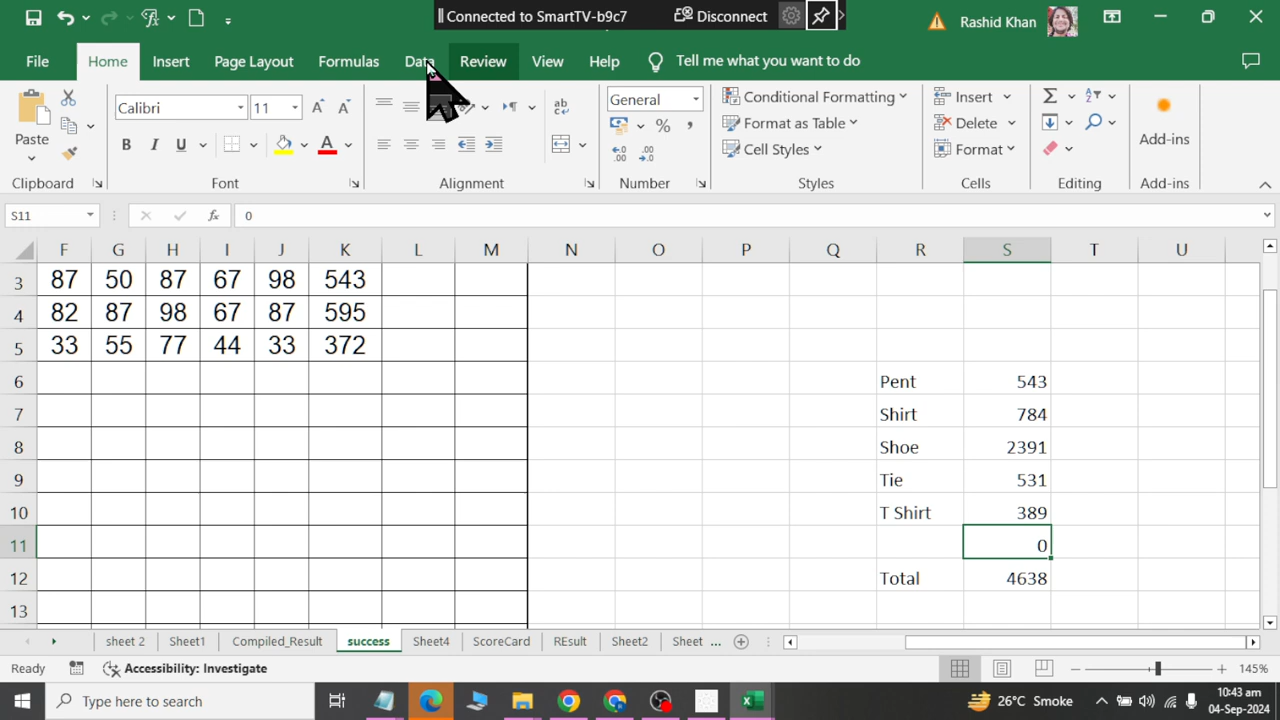 Connected to SmartTV-b9c7 Disconnect
Rashid Khan
File Home Insert Page Layout Formulas Data Review View Help Tell me what you want to do
Calibri 11 General Conditional Formatting Insert
Paste Format as Table Delete Add-ins
B I U A % , Cell Styles Format
Clipboard Font Alignment Number Styles Cells Editing Add-ins
S11 fx 0
F G H I J K L M N O P Q R S T U
3 87 50 87 67 98 543
4 82 87 98 67 87 595
5 33 55 77 44 33 372
6 Pent 543
7 Shirt 784
8 Shoe 2391
9 Tie 531
10 T Shirt 389
11 0
12 Total 4638
13
sheet 2 Sheet1 Compiled_Result success Sheet4 ScoreCard REsult Sheet2 Sheet ...
Ready Accessibility: Investigate 145%
Type here to search 26°C Smoke 10:43 am
04-Sep-2024